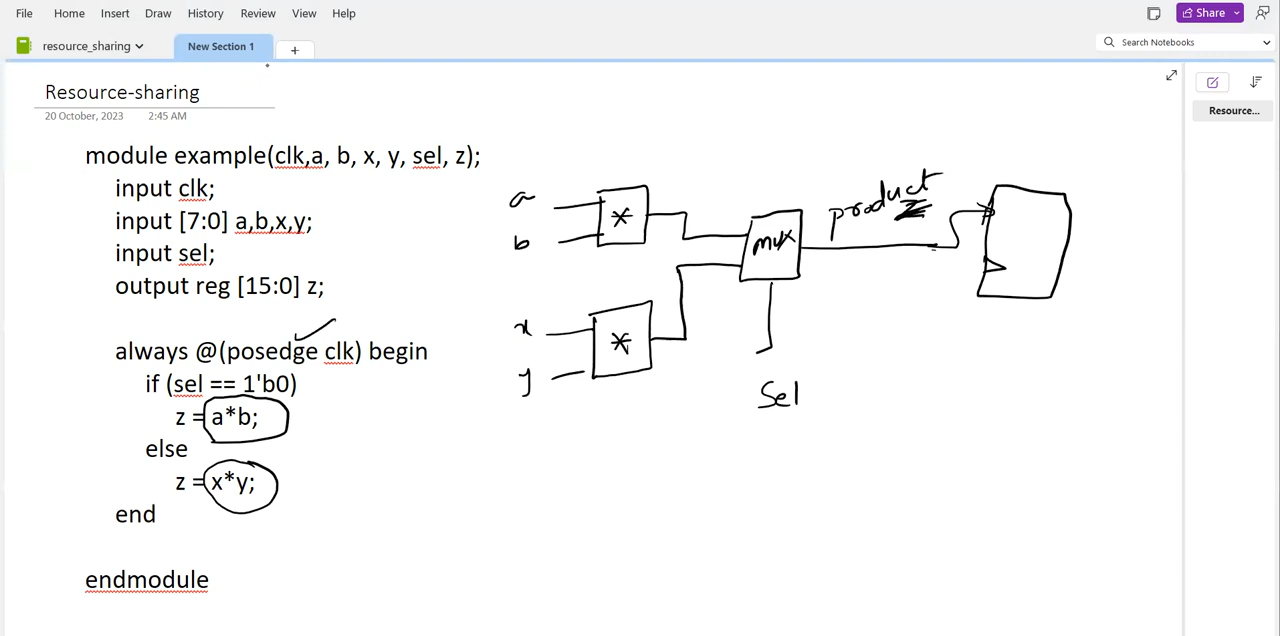 File Home Insert Draw History Review View Help Share
resource_sharing New Section 1 + Search Notebooks
Resource-sharing
20 October, 2023 2:45 AM
Resource...
module example(clk,a, b, x, y, sel, z);
input clk;
input [7:0] a,b,x,y;
input sel;
output reg [15:0] z;
always @(posedge clk) begin
if (sel == 1'b0)
z = a*b;
else
z = x*y;
end
endmodule
a
b
*
x
y
*
mux
Sel
product